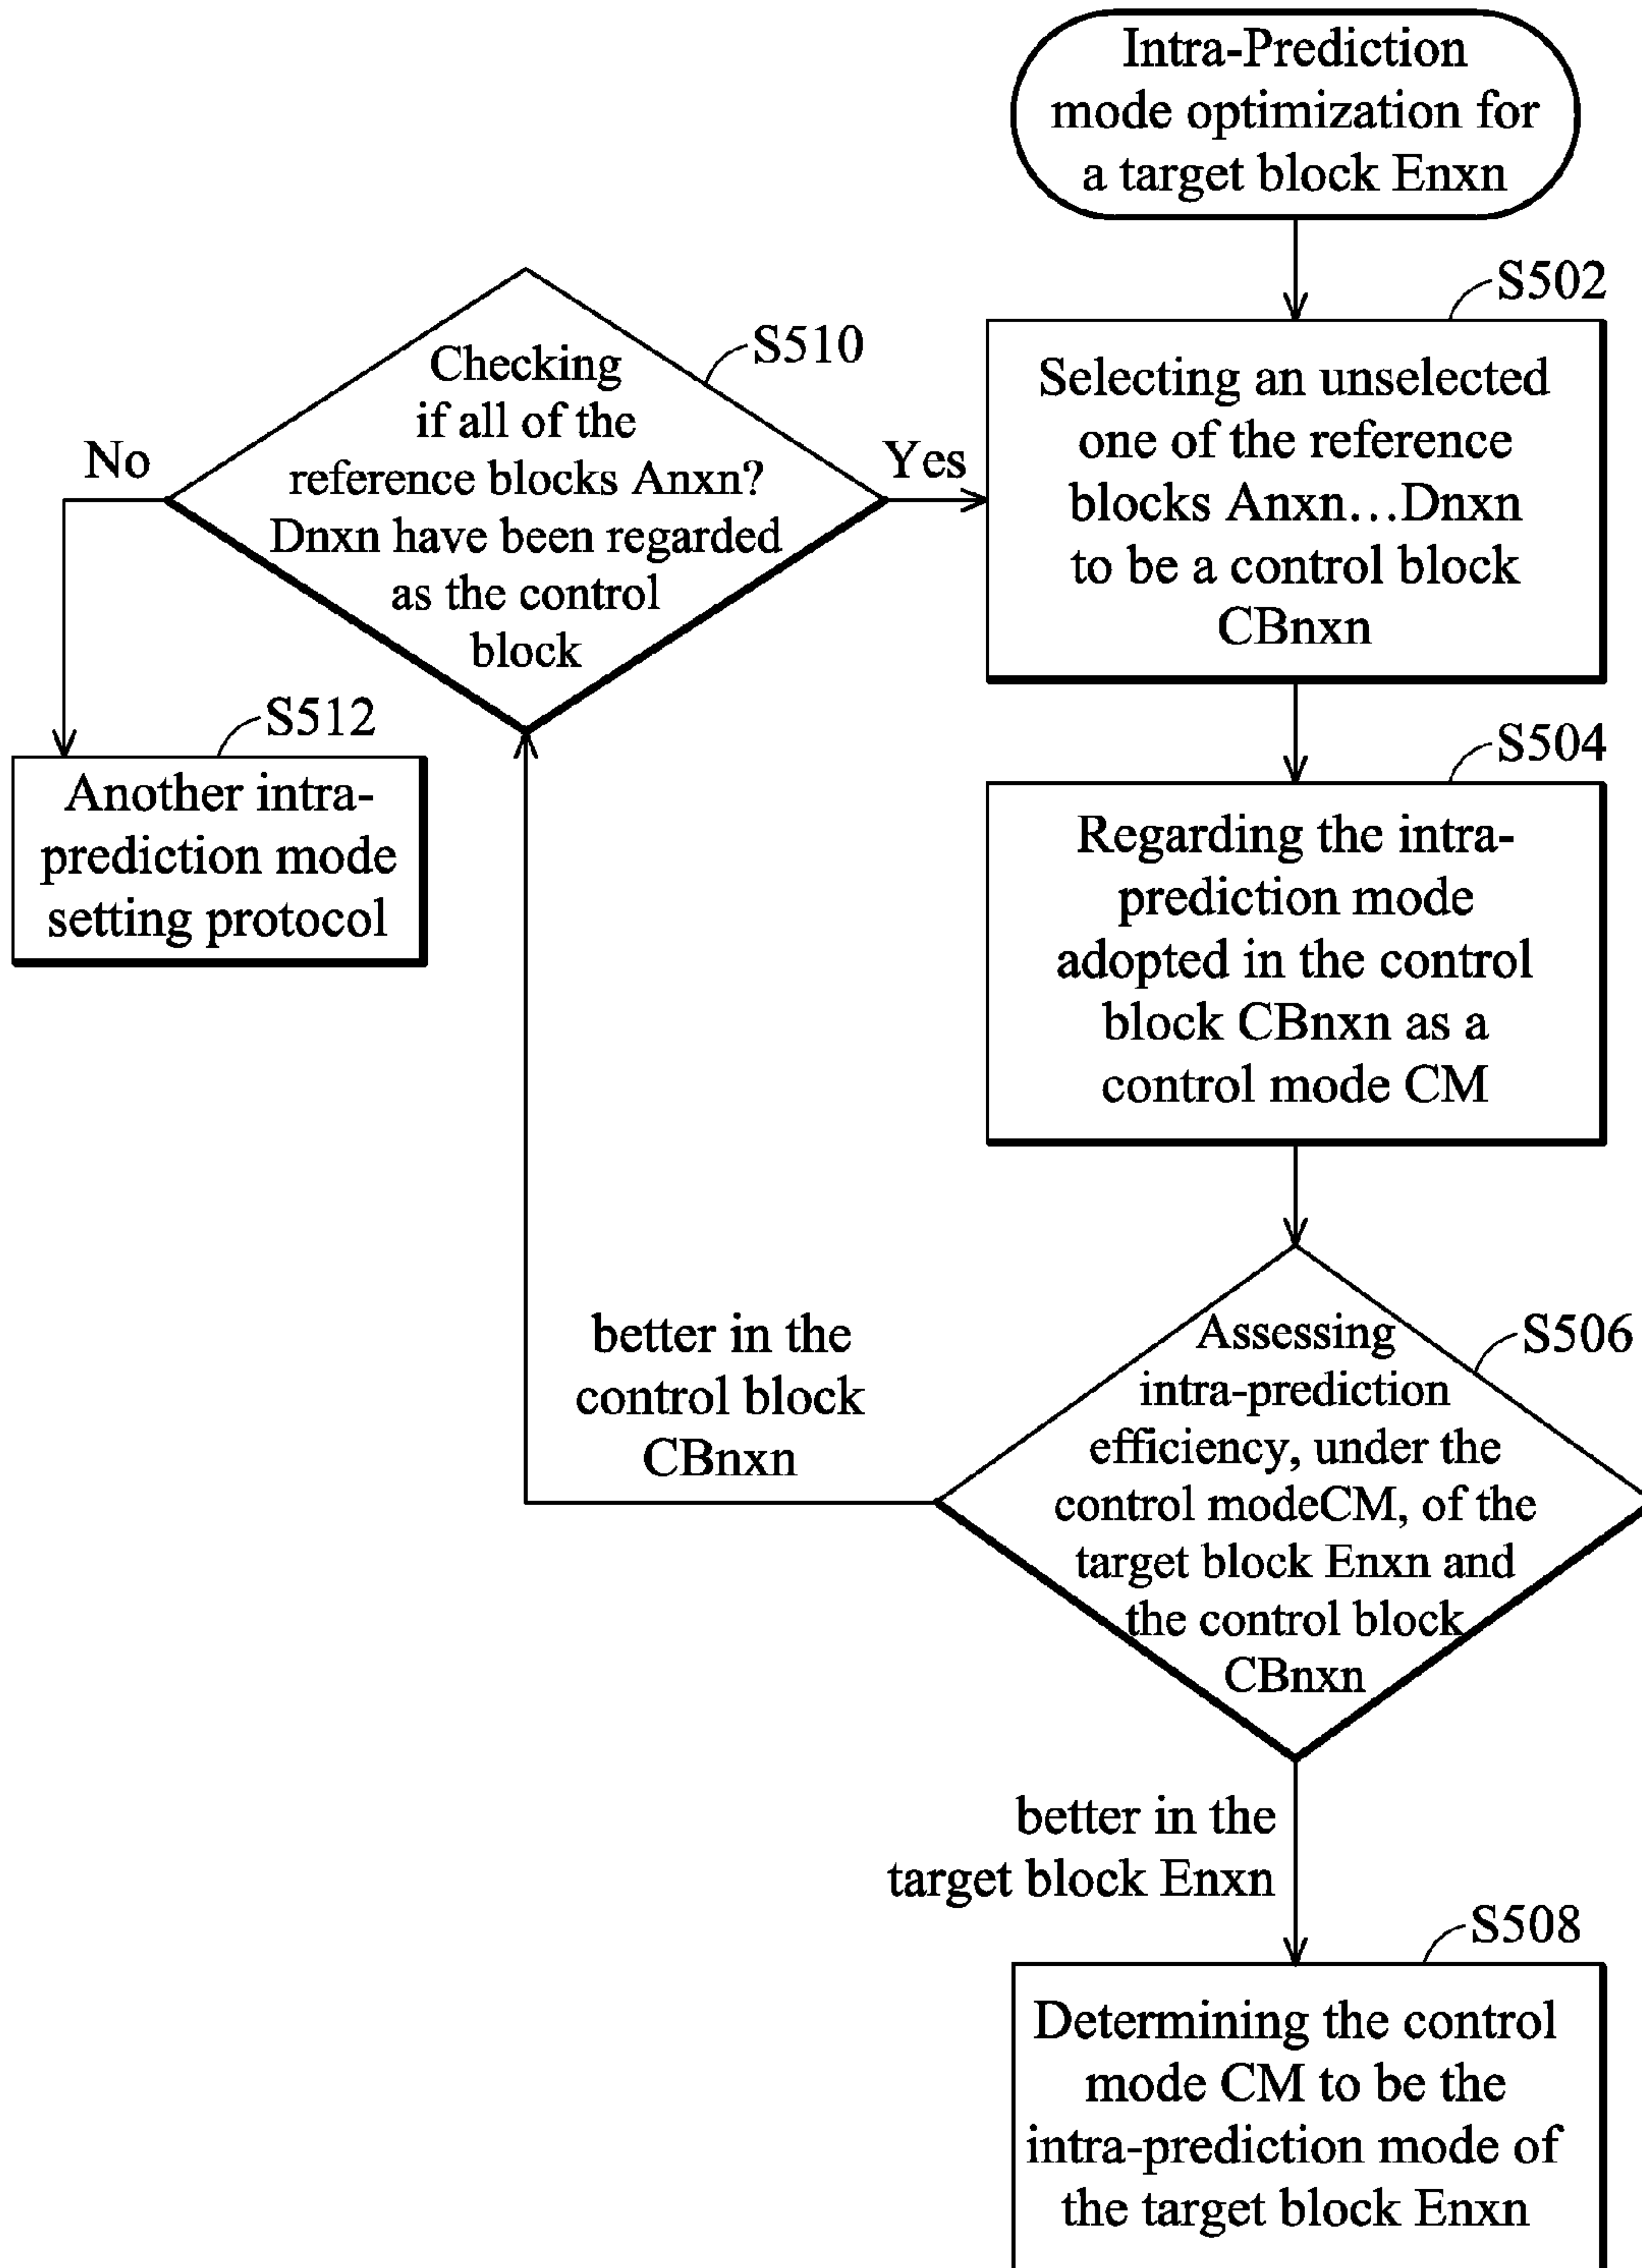 Intra-Prediction
mode optimization for
a target block Enxn
S502
Selecting an unselected
one of the reference
blocks Anxn...Dnxn
to be a control block
CBnxn
S510
Checking
if all of the
reference blocks Anxn?
Dnxn have been regarded
as the control
block
No
Yes
S512
Another intra-
prediction mode
setting protocol
S504
Regarding the intra-
prediction mode
adopted in the control
block CBnxn as a
control mode CM
S506
Assessing
intra-prediction
efficiency, under the
control modeCM, of the
target block Enxn and
the control block
CBnxn
better in the
control block
CBnxn
better in the
target block Enxn
S508
Determining the control
mode CM to be the
intra-prediction mode of
the target block Enxn